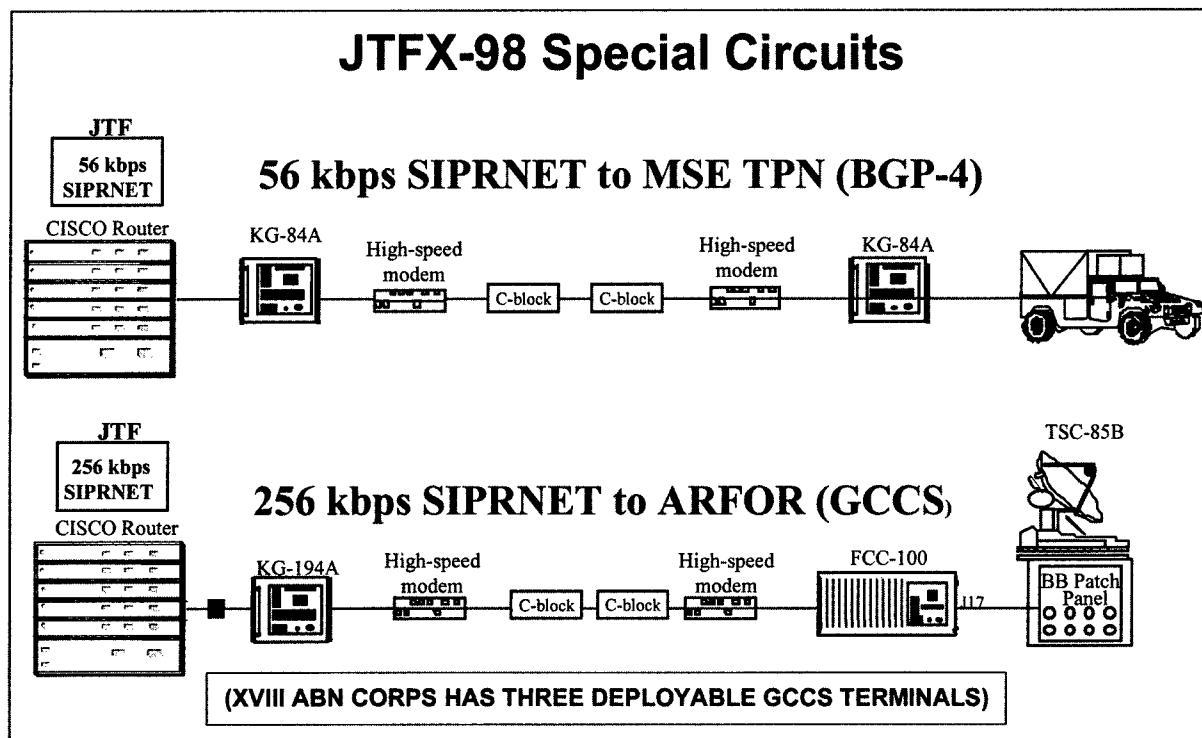 JTFX-98 Special Circuits
JTF
56 kbps
SIPRNET
56 kbps SIPRNET to MSE TPN (BGP-4)
CISCO Router
KG-84A
High-speed
modem
C-block
C-block
High-speed
modem
KG-84A
JTF
256 kbps
SIPRNET
256 kbps SIPRNET to ARFOR (GCCS)
TSC-85B
CISCO Router
KG-194A
High-speed
modem
C-block
C-block
High-speed
modem
FCC-100
J17
BB Patch
Panel
(XVIII ABN CORPS HAS THREE DEPLOYABLE GCCS TERMINALS)